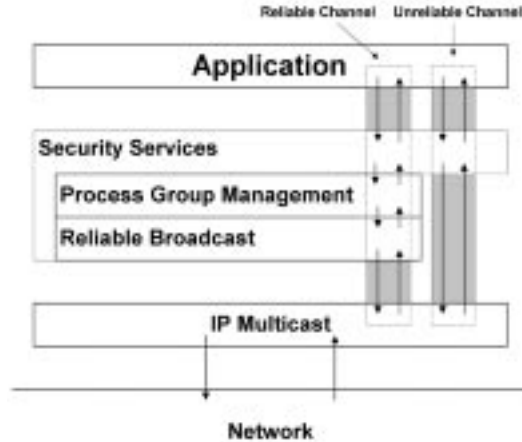 Reliable Channel Unreliable Channel
Application
Security Services
Process Group Management
Reliable Broadcast
IP Multicast
Network